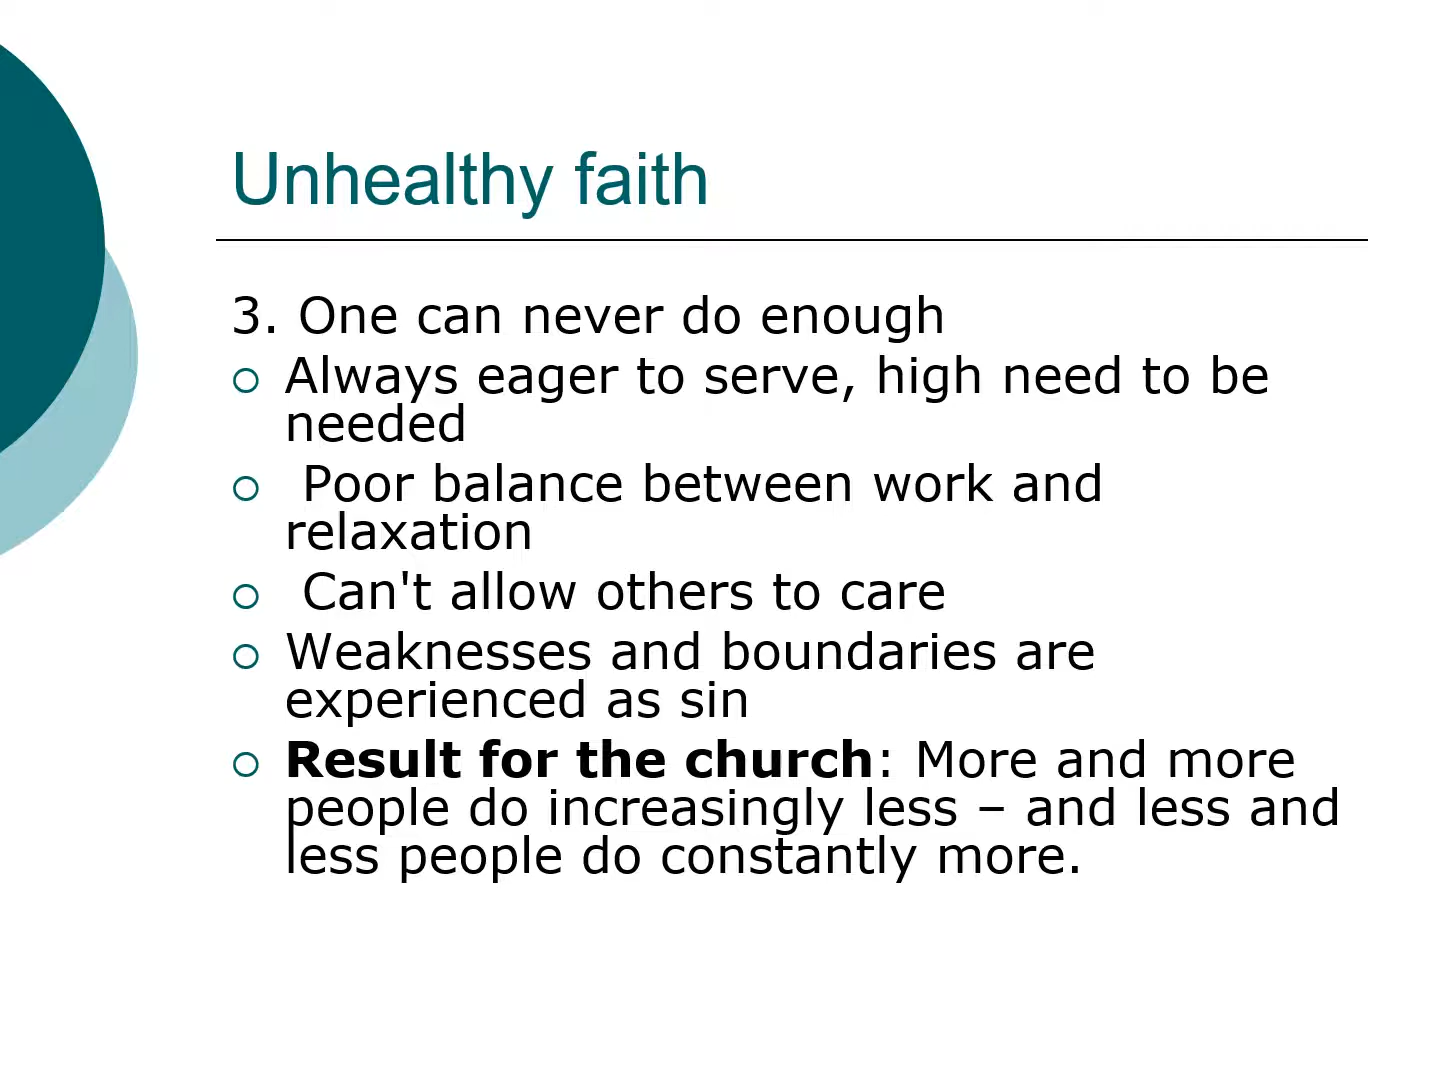 Unhealthy faith
3. One can never do enough
Always eager to serve, high need to be
needed
Poor balance between work and
relaxation
Can't allow others to care
Weaknesses and boundaries are
experienced as sin
Result for the church: More and more
people do increasingly less – and less and
less people do constantly more.